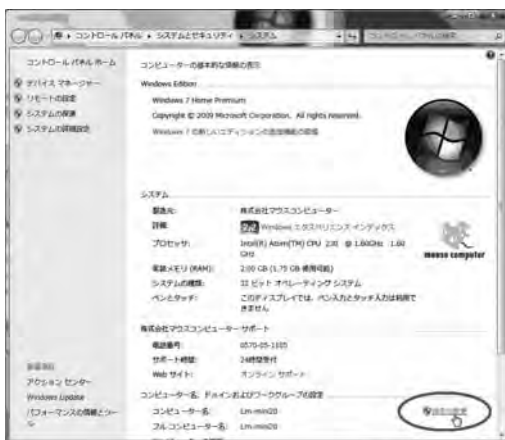 コントロール パネル ▸ システムとセキュリティ ▸ システム
コントロール パネル ホーム
デバイス マネージャー
リモートの設定
システムの保護
システムの詳細設定
コンピューターの基本的な情報の表示
Windows Edition
Windows 7 Home Premium
Copyright © 2009 Microsoft Corporation. All rights reserved.
Windows 7 の新しいエディションの追加機能の取得
システム
製造元: 株式会社マウスコンピューター
評価: Windows エクスペリエンス インデックス
プロセッサ: Intel(R) Atom(TM) CPU 230 @ 1.60GHz 1.60
GHz
実装メモリ (RAM): 2.00 GB (1.75 GB 使用可能)
システムの種類: 32 ビット オペレーティング システム
ペンとタッチ: このディスプレイでは、ペン入力とタッチ入力は利用で
きません
mouse computer
株式会社マウスコンピューター サポート
電話番号: 0570-05-1105
サポート時間: 24時間受付
Web サイト: オンライン サポート
コンピューター名、ドメインおよびワークグループの設定
コンピューター名: Lm-mini20
設定の変更
フル コンピューター名: Lm-mini20
関連項目
アクション センター
Windows Update
パフォーマンスの情報とツー
ル